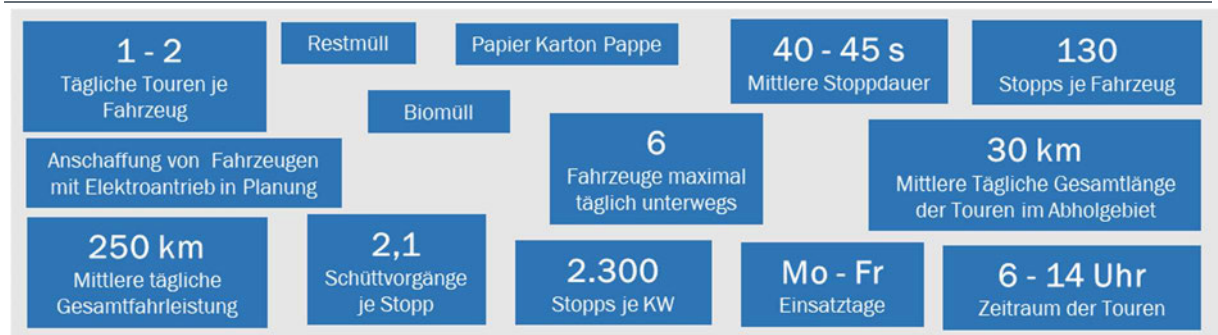 1 - 2
Tägliche Touren je
Fahrzeug
Restmüll
Papier Karton Pappe
40 - 45 s
Mittlere Stoppdauer
130
Stopps je Fahrzeug
Biomüll
Anschaffung von Fahrzeugen
mit Elektroantrieb in Planung
6
Fahrzeuge maximal
täglich unterwegs
30 km
Mittlere Tägliche Gesamtlänge
der Touren im Abholgebiet
250 km
Mittlere tägliche
Gesamtfahrleistung
2,1
Schüttvorgänge
je Stopp
2.300
Stopps je KW
Mo - Fr
Einsatztage
6 - 14 Uhr
Zeitraum der Touren